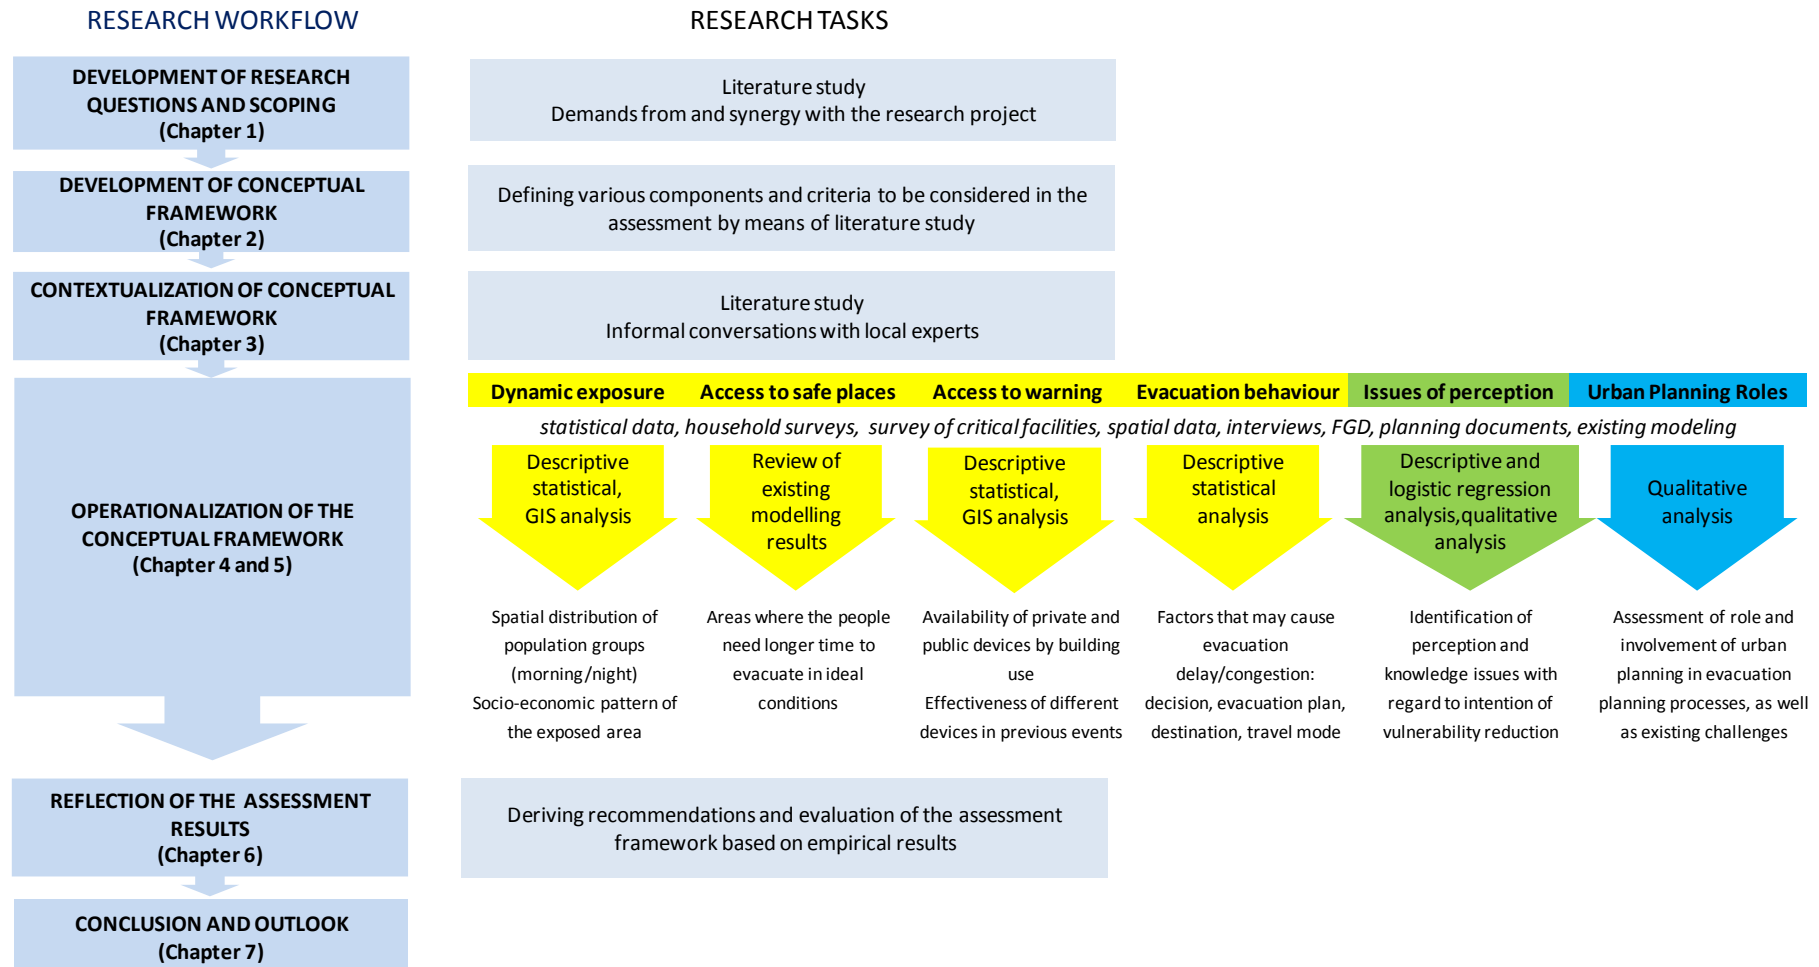 RESEARCH WORKFLOW
RESEARCH TASKS
DEVELOPMENT OF RESEARCH
QUESTIONS AND SCOPING
(Chapter 1)
Literature study
Demands from and synergy with the research project
DEVELOPMENT OF CONCEPTUAL
FRAMEWORK
(Chapter 2)
Defining various components and criteria to be considered in the
assessment by means of literature study
CONTEXTUALIZATION OF CONCEPTUAL
FRAMEWORK
(Chapter 3)
Literature study
Informal conversations with local experts
OPERATIONALIZATION OF THE
CONCEPTUAL FRAMEWORK
(Chapter 4 and 5)
Dynamic exposure
Access to safe places
Access to warning
Evacuation behaviour
Issues of perception
Urban Planning Roles
statistical data, household surveys, survey of critical facilities, spatial data, interviews, FGD, planning documents, existing modeling
Descriptive
statistical,
GIS analysis
Review of
existing
modelling
results
Descriptive
statistical,
GIS analysis
Descriptive
statistical
analysis
Descriptive and
logistic regression
analysis,qualitative
analysis
Qualitative
analysis
Spatial distribution of
population groups
(morning/night)
Socio-economic pattern of
the exposed area
Areas where the people
need longer time to
evacuate in ideal
conditions
Availability of private and
public devices by building
use
Effectiveness of different
devices in previous events
Factors that may cause
evacuation
delay/congestion:
decision, evacuation plan,
destination, travel mode
Identification of
perception and
knowledge issues with
regard to intention of
vulnerability reduction
Assessment of role and
involvement of urban
planning in evacuation
planning processes, as well
as existing challenges
REFLECTION OF THE ASSESSMENT
RESULTS
(Chapter 6)
Deriving recommendations and evaluation of the assessment
framework based on empirical results
CONCLUSION AND OUTLOOK
(Chapter 7)